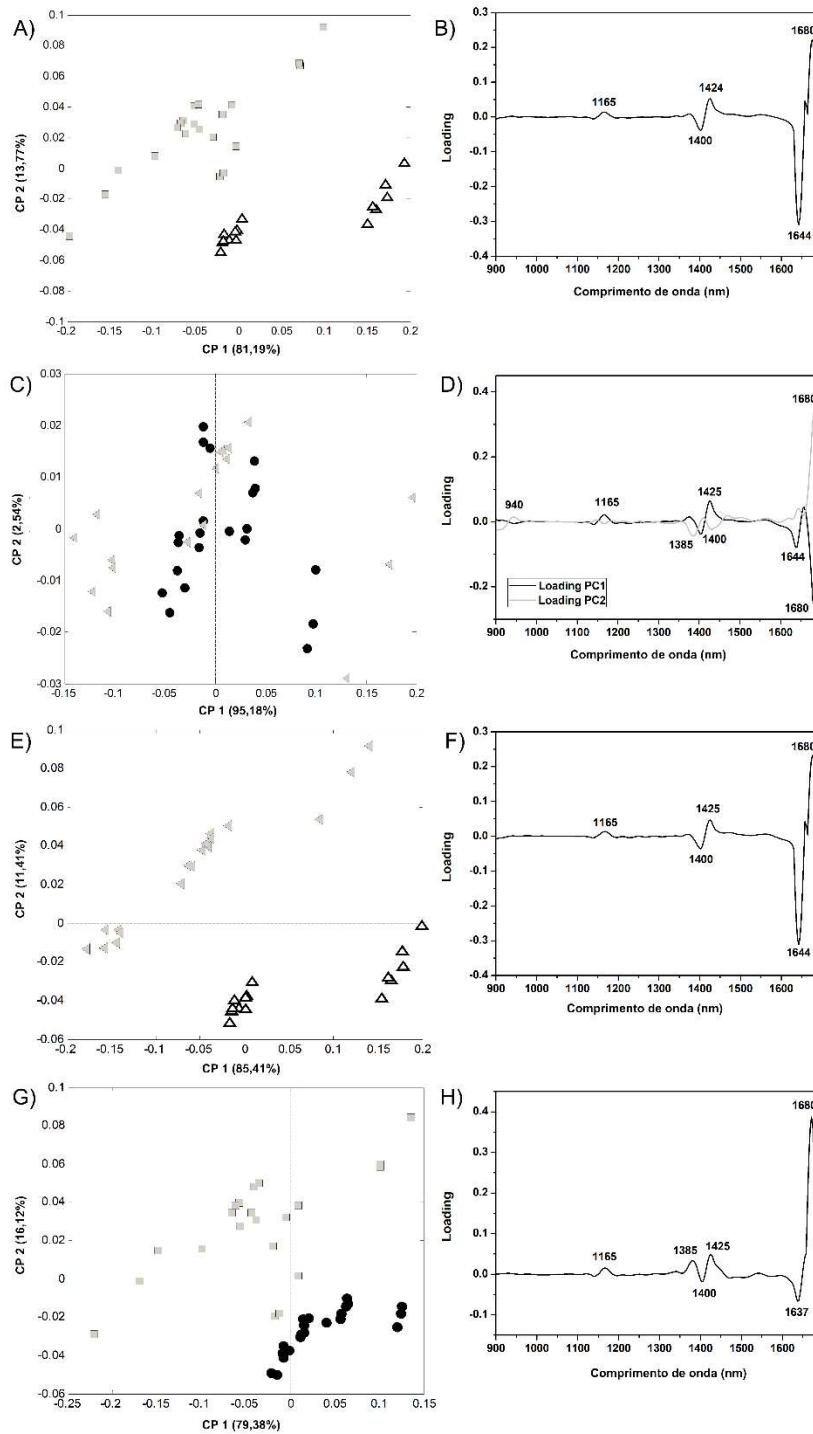 A)
0.1
0.08
0.06
0.04
0.02
0
-0.02
-0.04
-0.06
-0.08
0.1
CP 2 (13,77%)
-0.2 -0.15 -0.1 -0.05 0 0.05 0.1 0.15 0.2
CP 1 (81,19%)
B)
0.3
0.2
0.1
0.0
-0.1
-0.2
-0.3
-0.4
Loading
1680
1165
1424
1400
1644
900 1000 1100 1200 1300 1400 1500 1600
Comprimento de onda (nm)
C)
0.03
0.02
0.01
0
-0.01
-0.02
-0.03
CP 2 (2,54%)
-0.15 -0.1 -0.05 0 0.05 0.1 0.15 0.2
CP 1 (95,18%)
D)
0.4
0.2
0.0
-0.2
Loading
1680
940
1165
1425
1385
1400
1644
1680
Loading PC1
Loading PC2
900 1000 1100 1200 1300 1400 1500 1600
Comprimento de onda (nm)
E)
0.1
0.08
0.06
0.04
0.02
0
-0.02
-0.04
-0.06
CP 2 (11,41%)
-0.2 -0.15 -0.1 -0.05 0 0.05 0.1 0.15 0.2
CP 1 (85,41%)
F)
0.3
0.2
0.1
0.0
-0.1
-0.2
-0.3
-0.4
Loading
1680
1165
1425
1400
1644
900 1000 1100 1200 1300 1400 1500 1600
Comprimento de onda (nm)
G)
0.1
0.08
0.06
0.04
0.02
0
-0.02
-0.04
0.06
CP 2 (16,12%)
-0.25 -0.2 -0.15 -0.1 -0.05 0 0.05 0.1 0.15
CP 1 (79,38%)
H)
0.4
0.3
0.2
0.1
0.0
-0.1
Loading
1680
1165
1385
1425
1400
1637
900 1000 1100 1200 1300 1400 1500 1600
Comprimento de onda (nm)